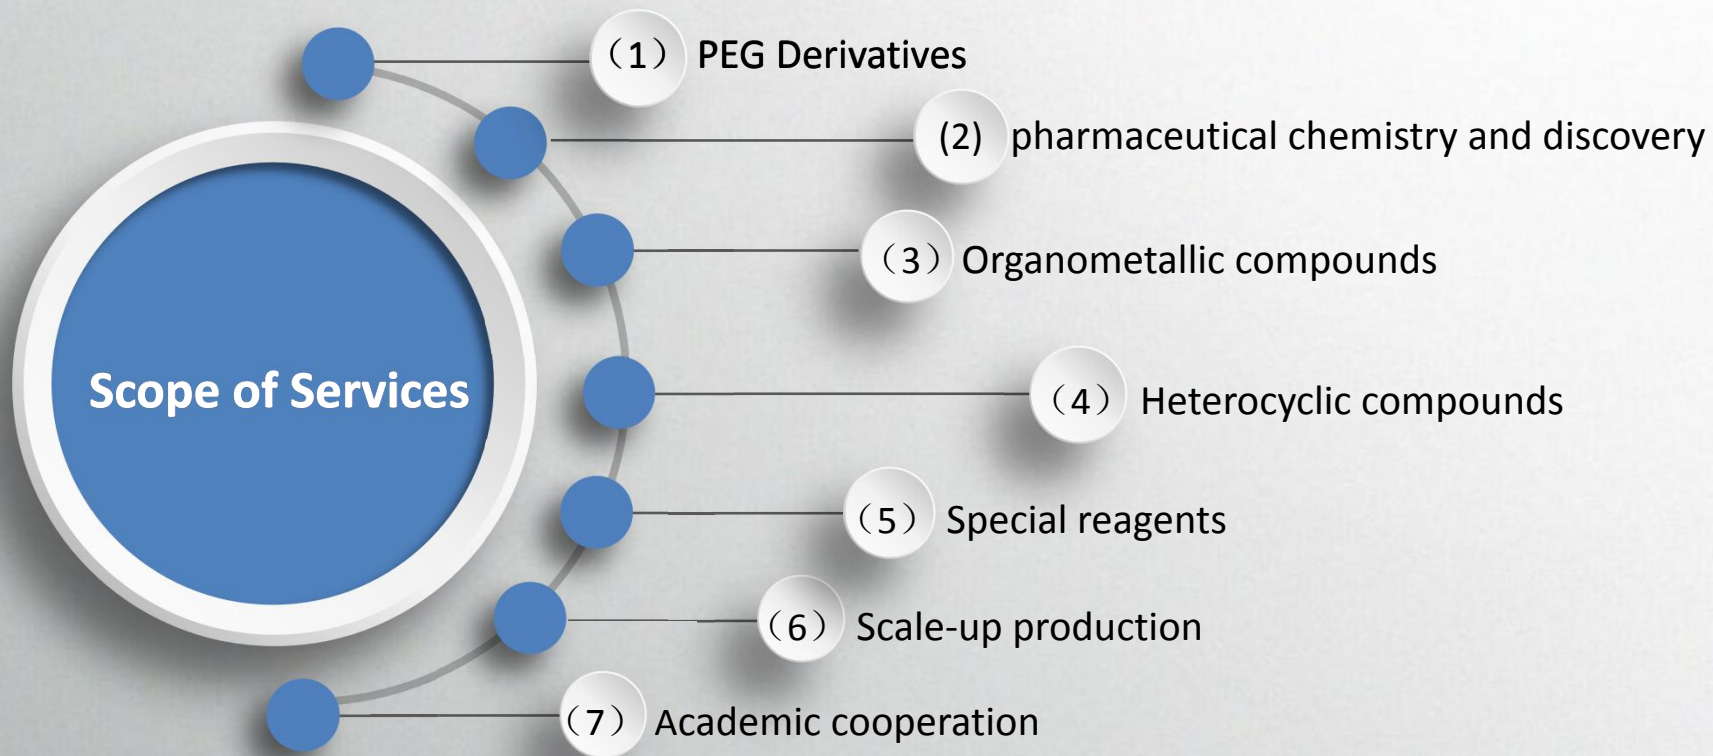 （1） PEG Derivatives
(2) pharmaceutical chemistry and discovery
（3） Organometallic compounds
Scope of Services
（4） Heterocyclic compounds
（5） Special reagents
（6） Scale-up production
（7） Academic cooperation